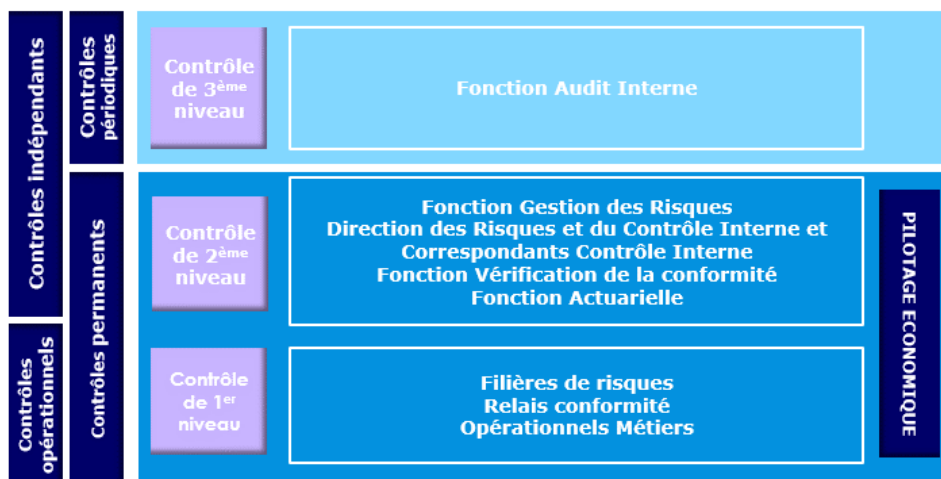 Contrôles indépendants
Contrôles
périodiques
Contrôle
de 3ème
niveau
Fonction Audit Interne
Contrôles permanents
Contrôle
de 2ème
niveau
Fonction Gestion des Risques
Direction des Risques et du Contrôle Interne et
Correspondants Contrôle Interne
Fonction Vérification de la conformité
Fonction Actuarielle
PILOTAGE ECONOMIQUE
Contrôles
opérationnels
Contrôle
de 1er
niveau
Filières de risques
Relais conformité
Opérationnels Métiers